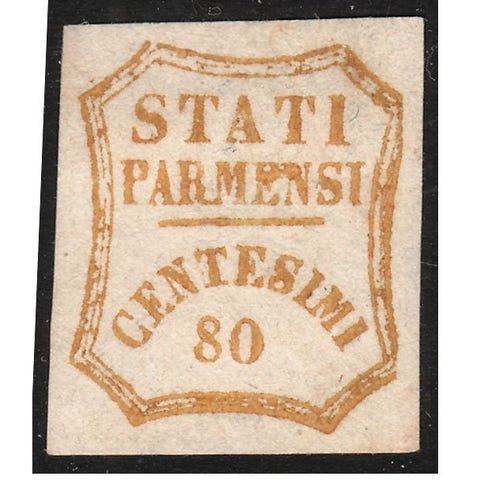 STATI
PARMENSI
CENTESIMI
80